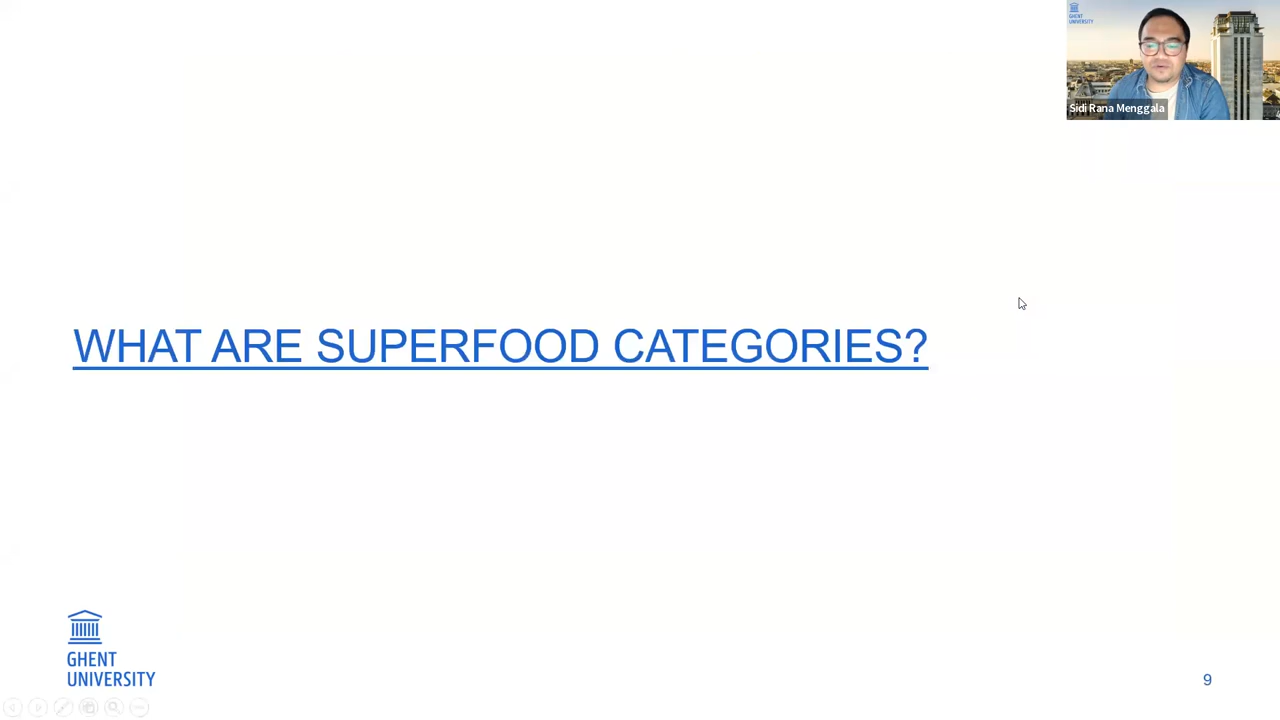 GHENT
UNIVERSITY
Sidi Rana Menggala
WHAT ARE SUPERFOOD CATEGORIES?
GHENT
UNIVERSITY
9